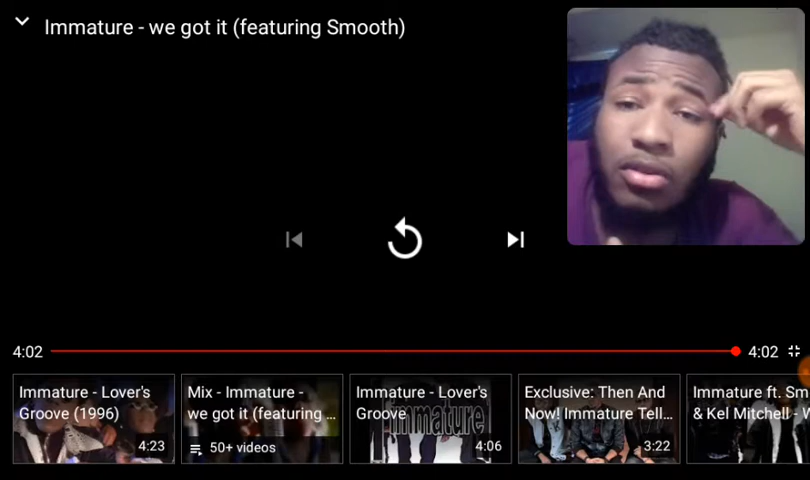 Immature - we got it (featuring Smooth)
4:02
4:02
Immature - Lover's
Groove (1996)
4:23
Mix - Immature -
we got it (featuring ...
50+ videos
Immature - Lover's
Groove
Immature
4:06
Exclusive: Then And
Now! Immature Tell...
3:22
Immature ft. Sm
& Kel Mitchell - W